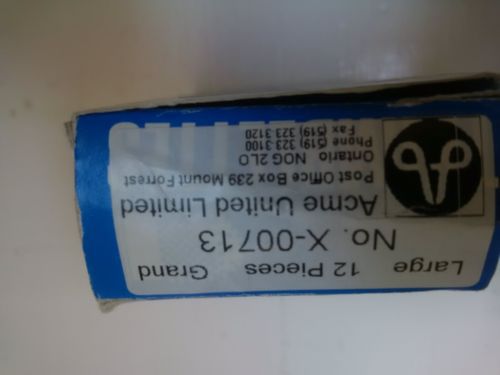 Large 12 Pieces Grand
No. X-00713
Acme United Limited
Post Office Box 239 Mount Forrest
Ontario NOG 2LO
Phone (519) 323 3100
Fax (519) 323 3120